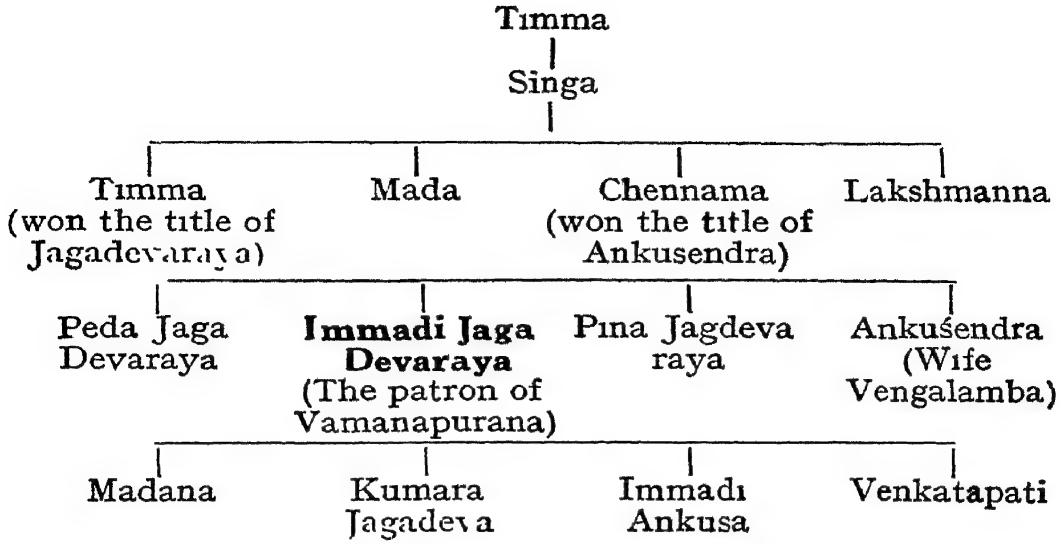 Timma
Singa
Timma Mada Chennama Lakshmanna
(won the title of (won the title of
Jagadevaraya) Ankusendra)
Peda Jaga Immadi Jaga Pina Jagdeva Ankuśendra
Devaraya Devaraya raya (Wife
(The patron of Vengalamba)
Vamanapurana)
Madana Kumara Immadi Venkatapati
Jagadeva Ankusa